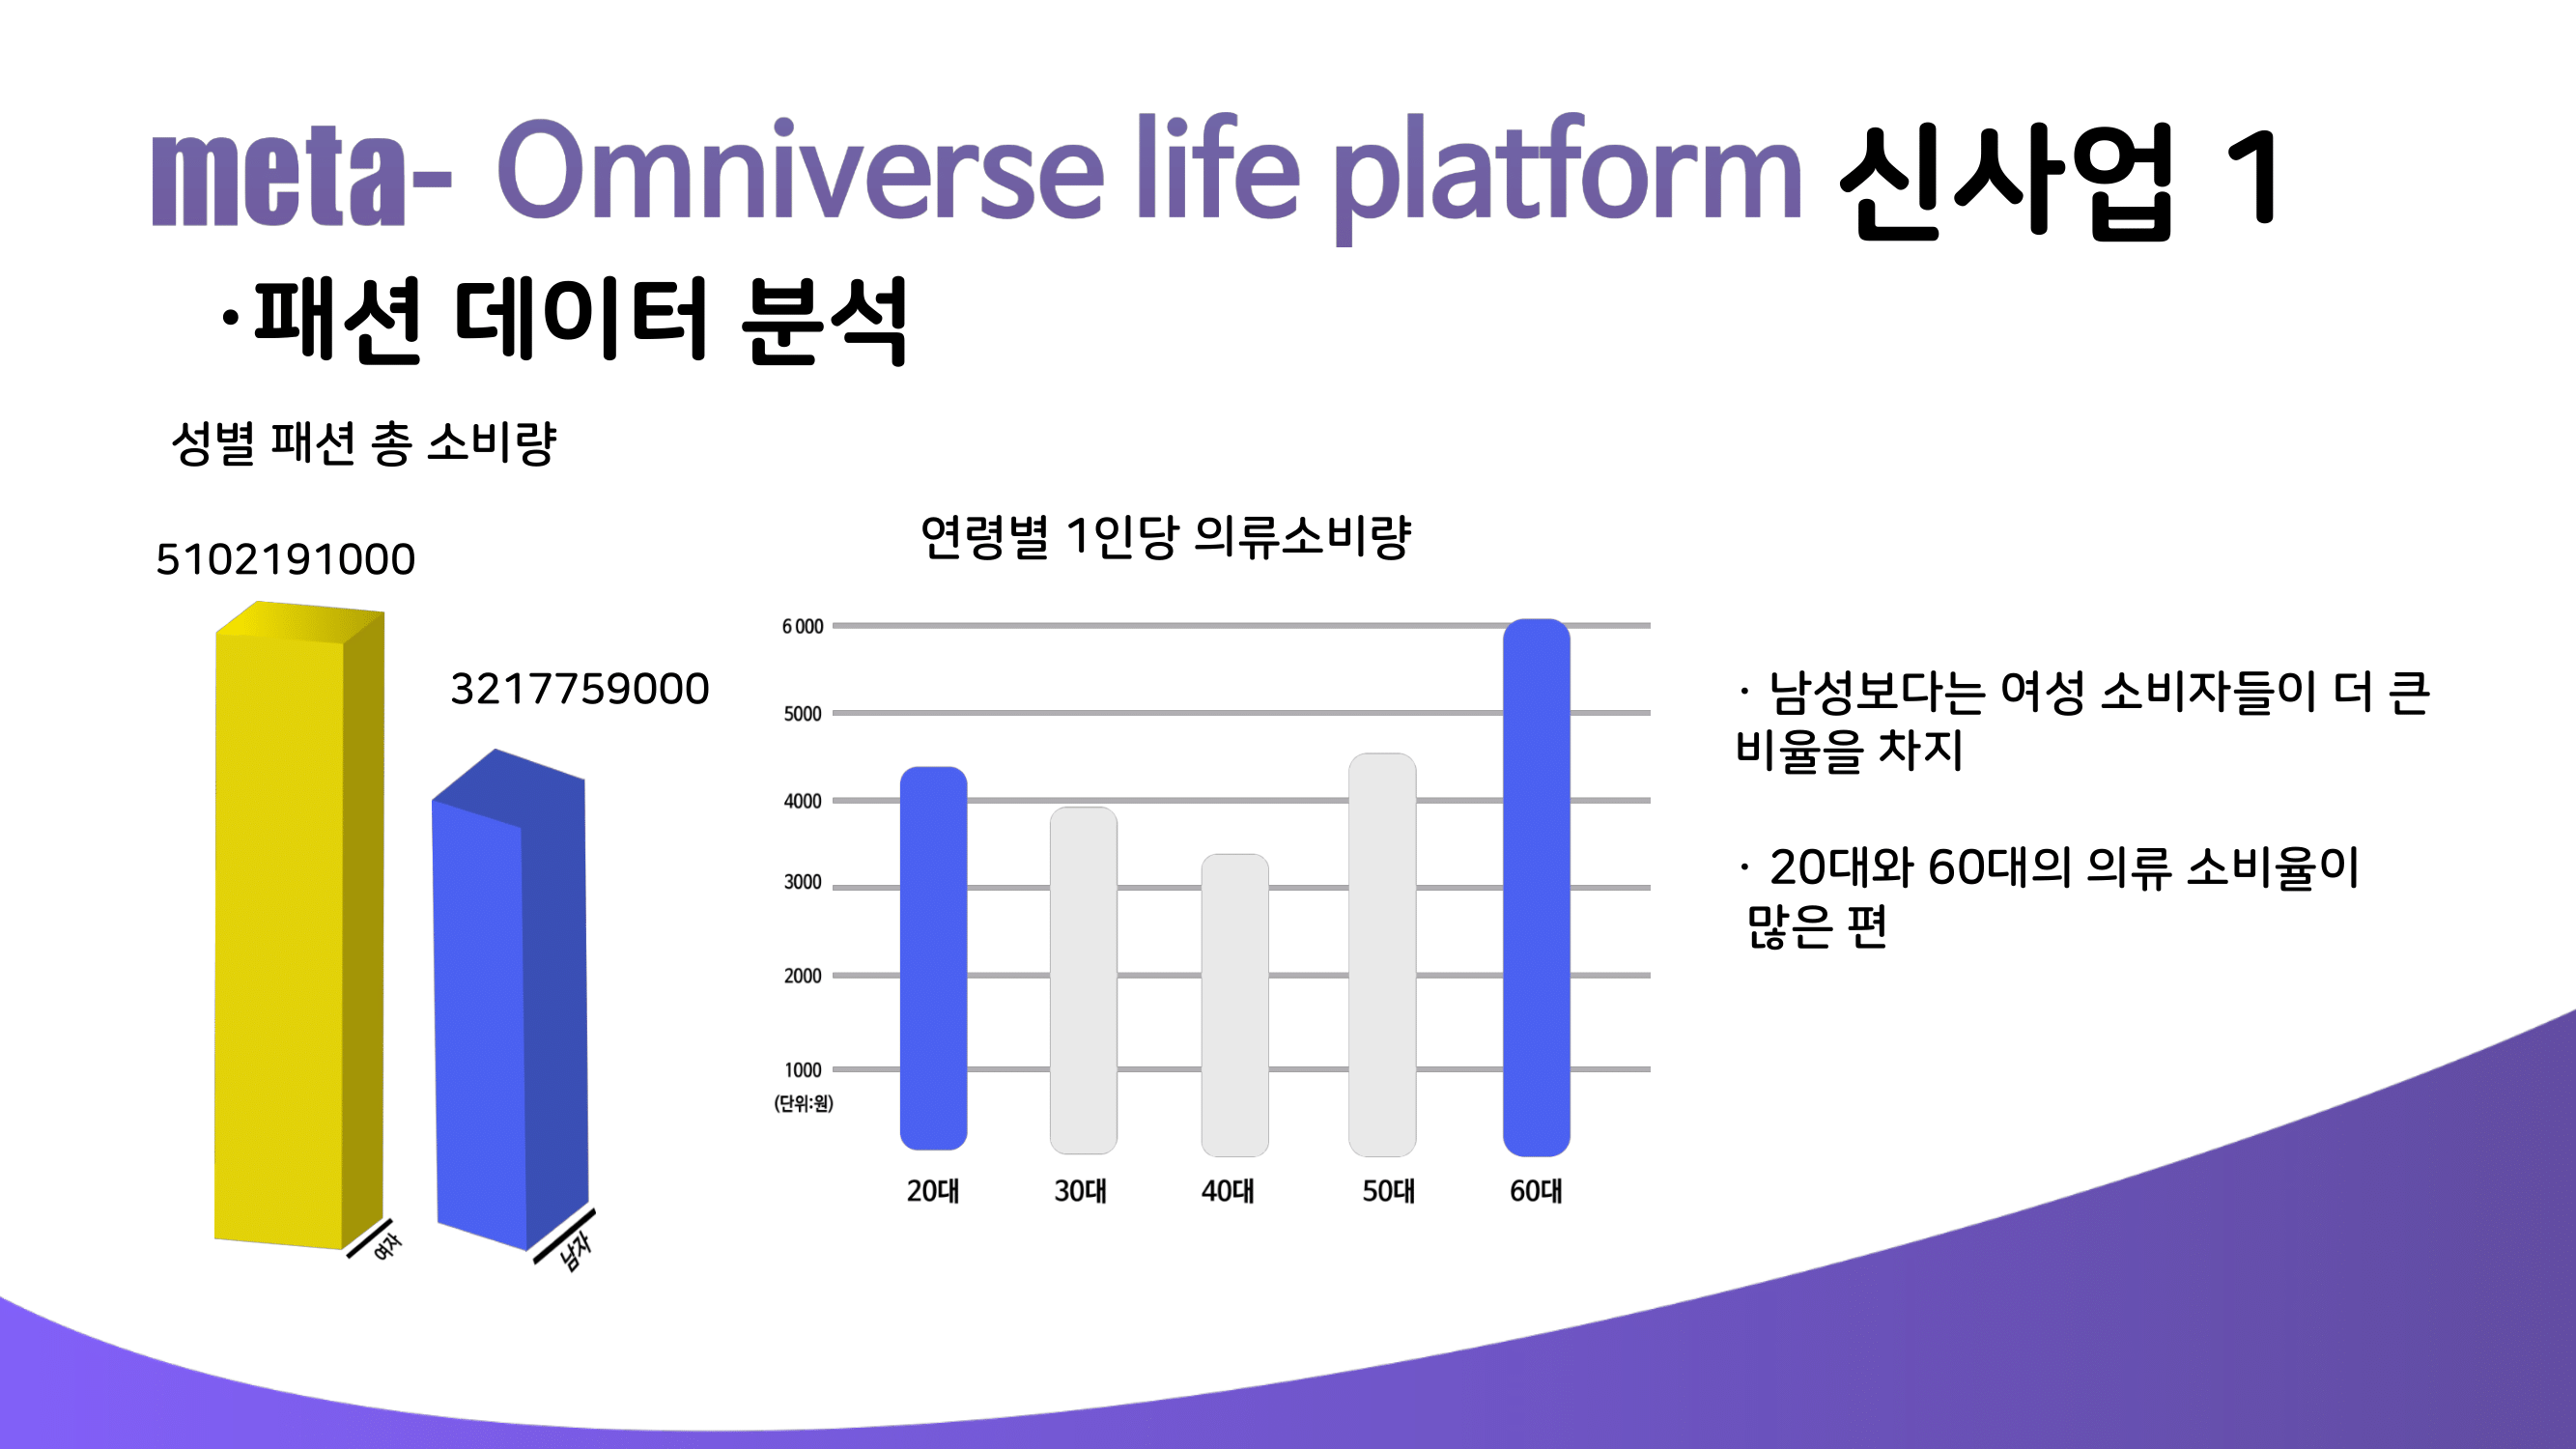 meta- Omniverse life platform 신사업 1
·패션 데이터 분석
성별 패션 총 소비량
5102191000
3217759000
여자
남자
연령별 1인당 의류소비량
6 000
5000
4000
3000
2000
1000
(단위:원)
20대 30대 40대 50대 60대
· 남성보다는 여성 소비자들이 더 큰
비율을 차지
· 20대와 60대의 의류 소비율이
많은 편